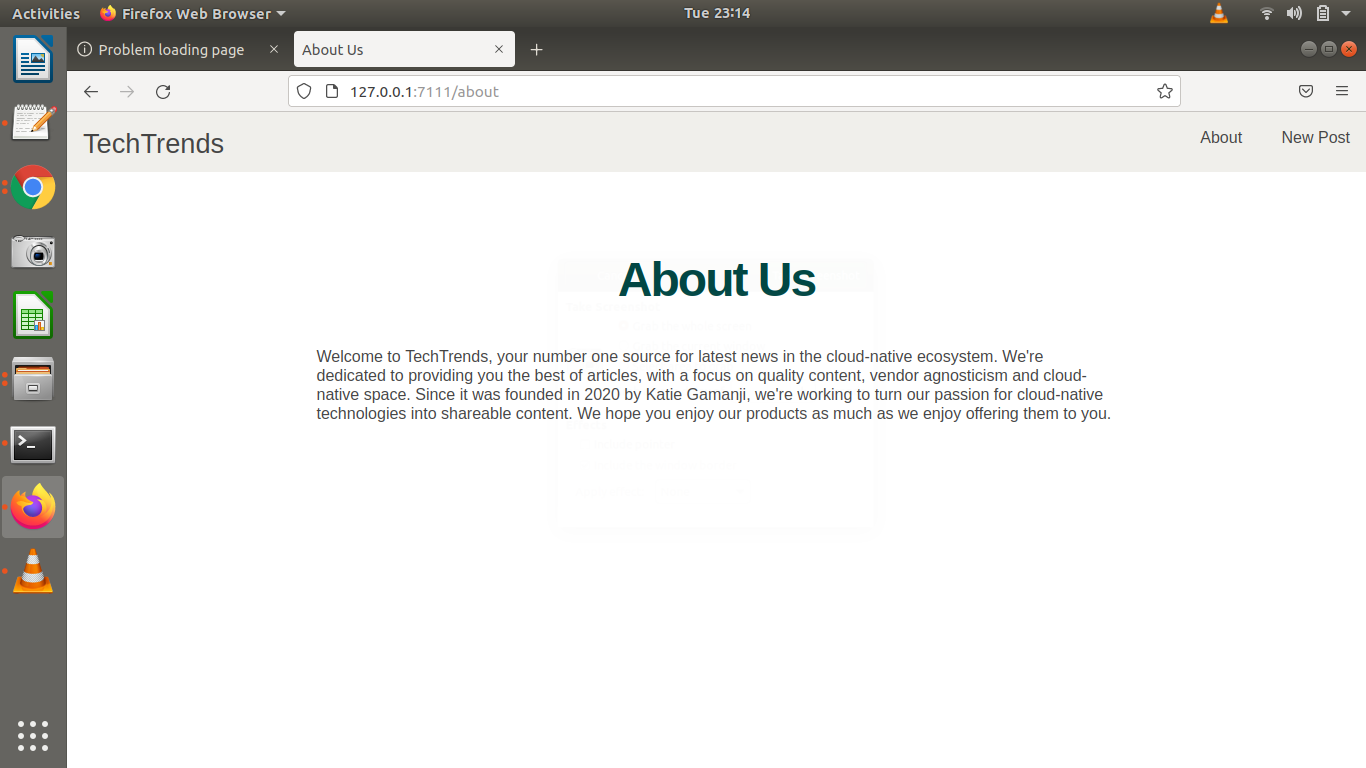 Activities Firefox Web Browser Tue 23:14
Problem loading page About Us
127.0.0.1:7111/about
TechTrends About New Post
About Us
Welcome to TechTrends, your number one source for latest news in the cloud-native ecosystem. We're
dedicated to providing you the best of articles, with a focus on quality content, vendor agnosticism and cloud-
native space. Since it was founded in 2020 by Katie Gamanji, we're working to turn our passion for cloud-native
technologies into shareable content. We hope you enjoy our products as much as we enjoy offering them to you.